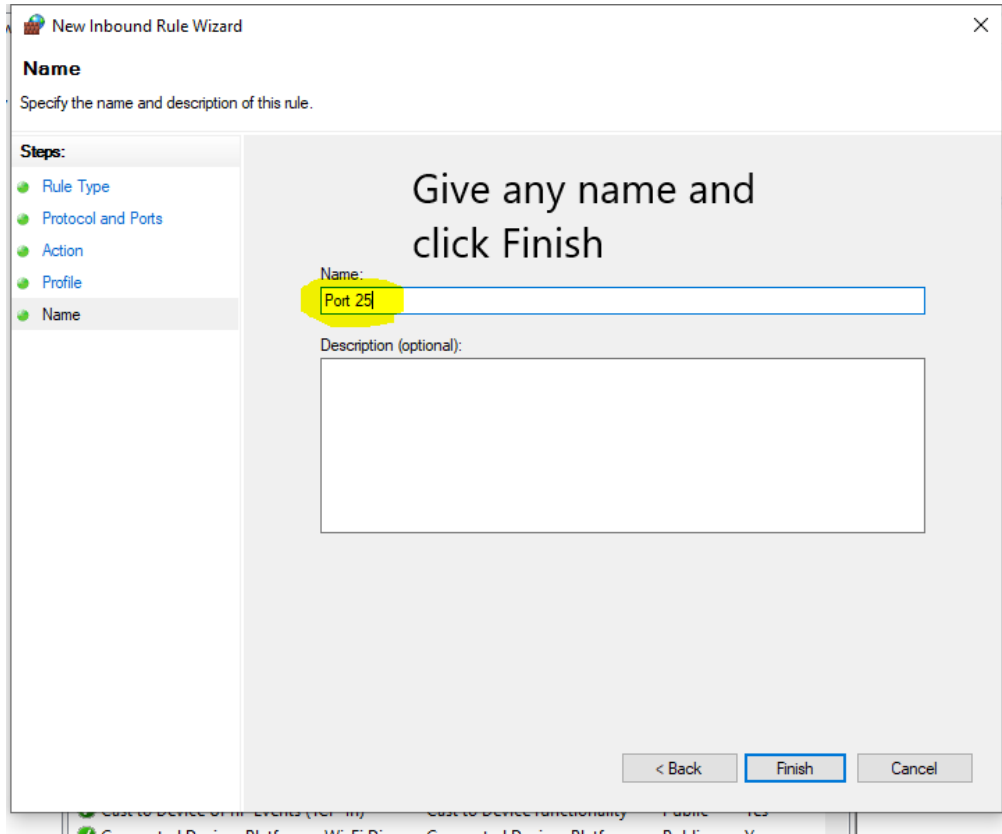 New Inbound Rule Wizard
Name
Specify the name and description of this rule.
Steps:
Rule Type
Protocol and Ports
Action
Profile
Name
Give any name and
click Finish
Name:
Port 25
Description (optional):
< Back Finish Cancel